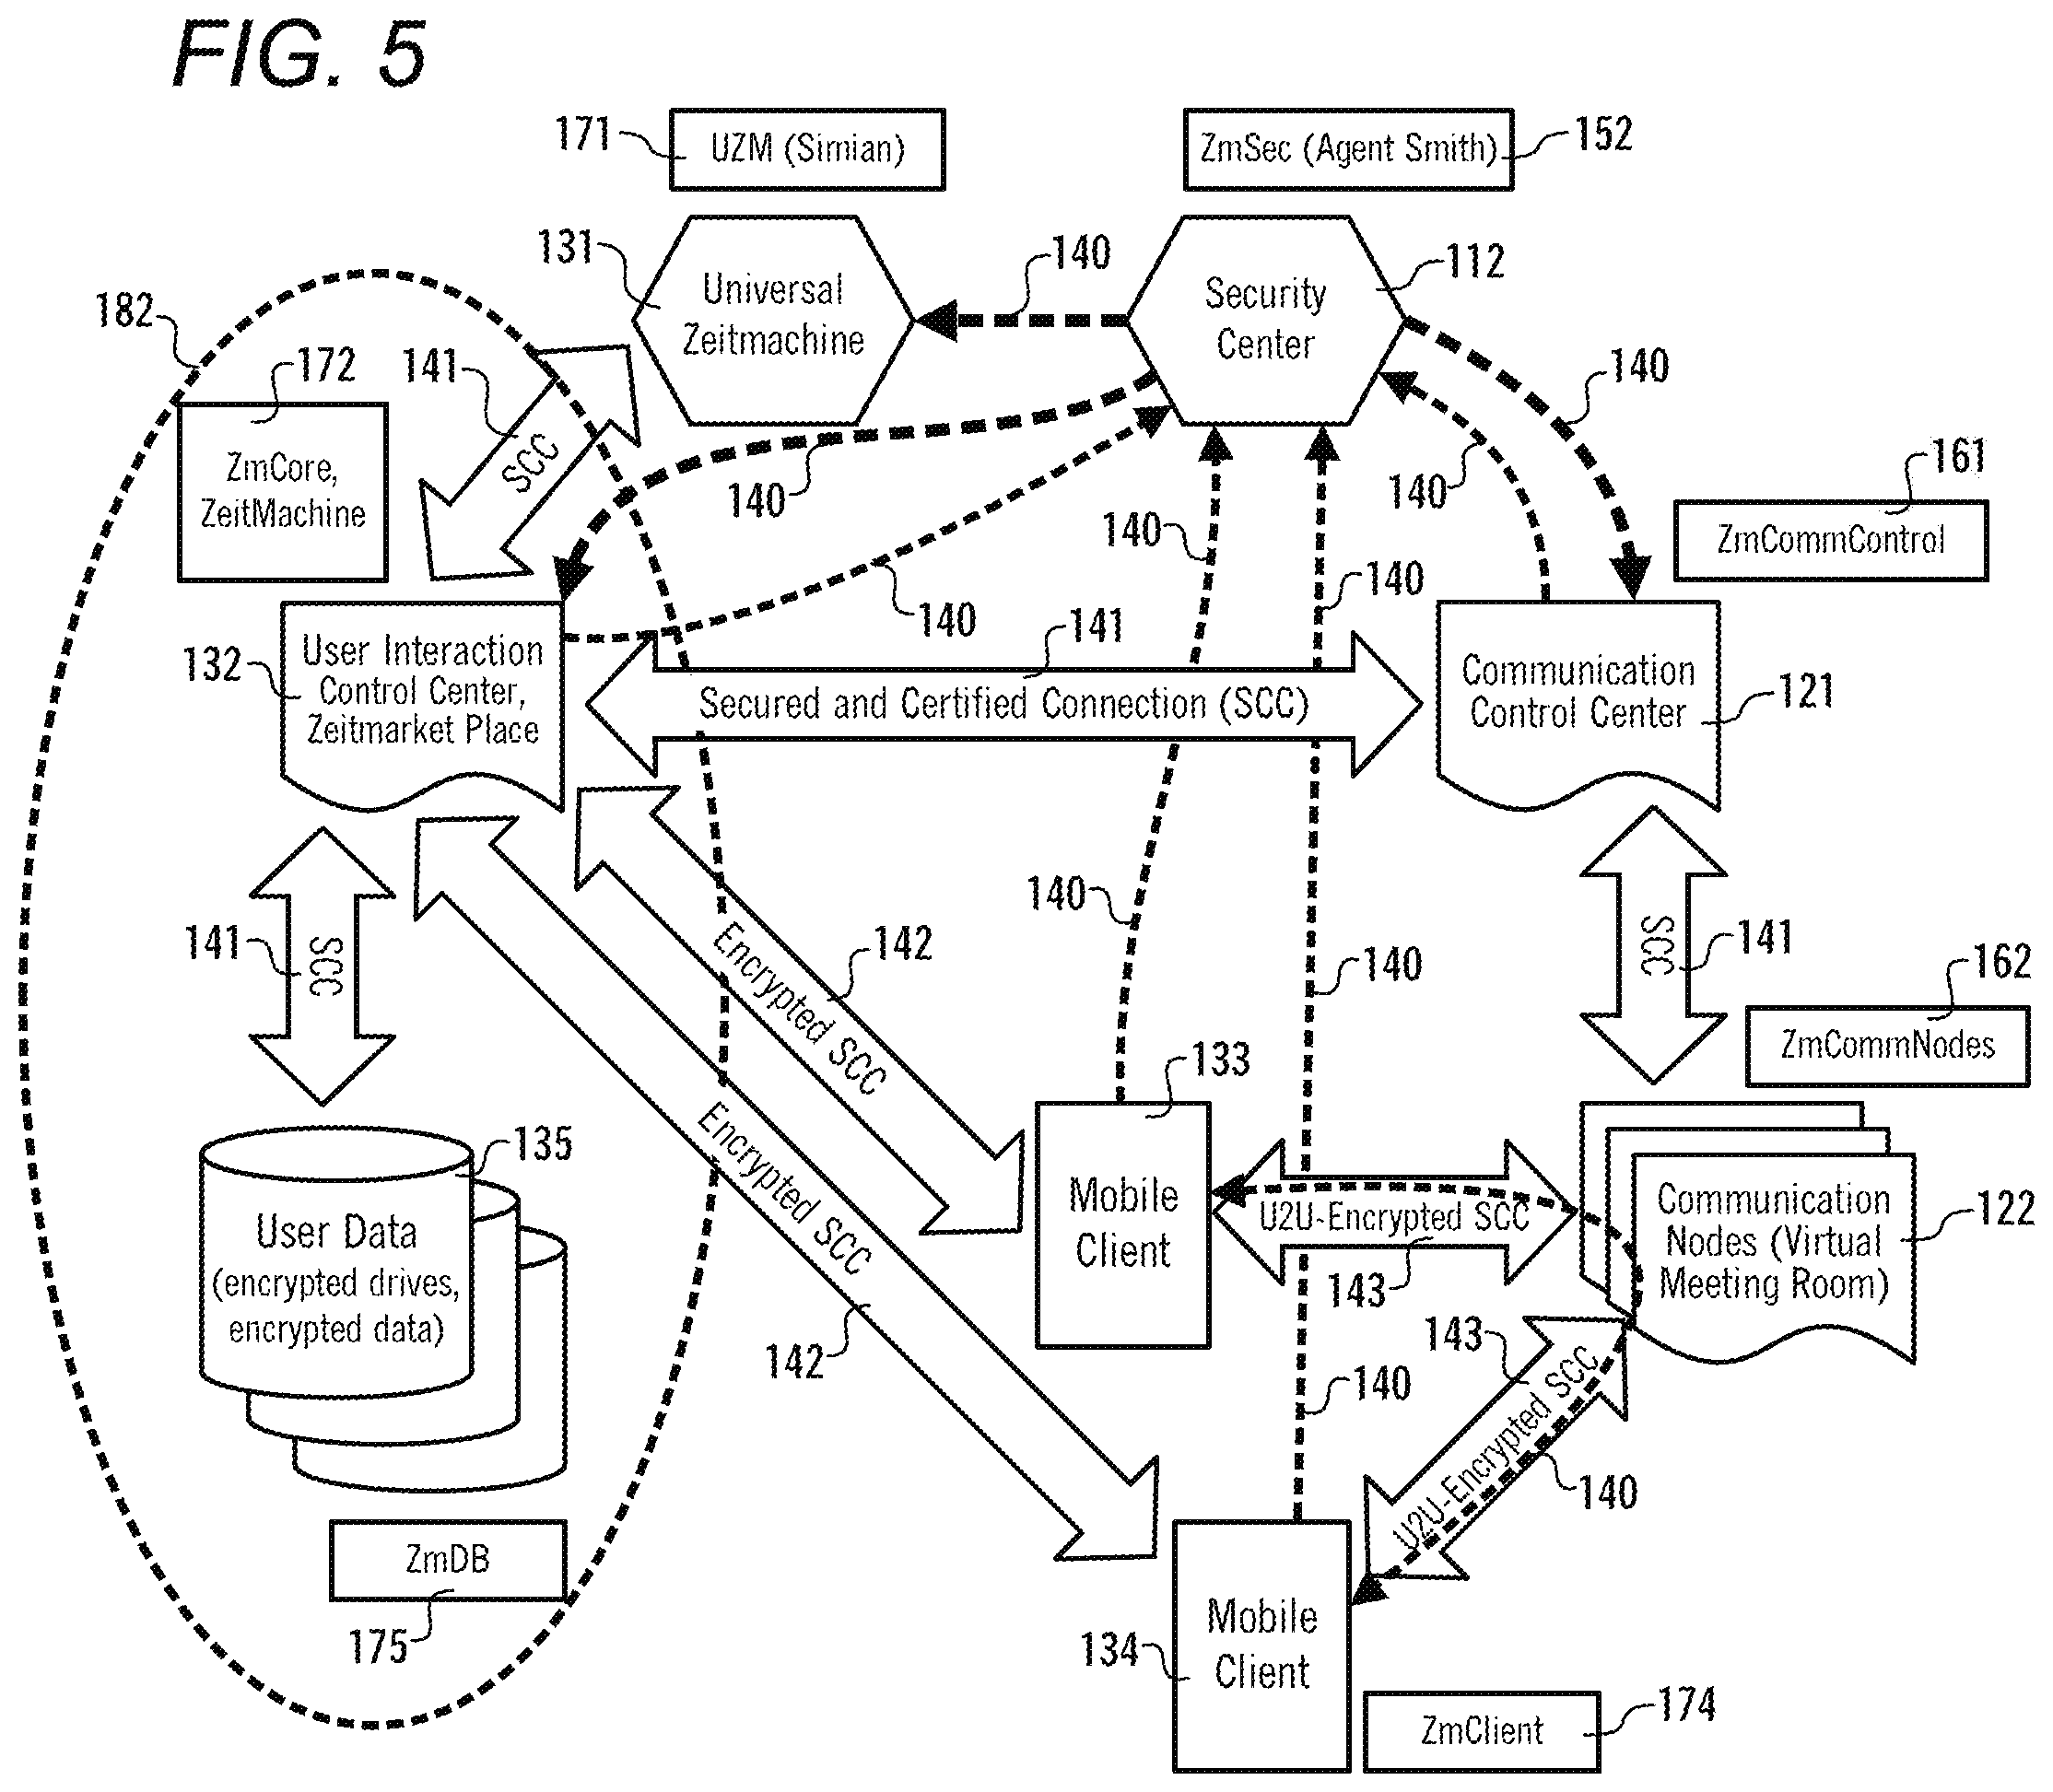 FIG. 5
171
UZM (Simian)
ZmSec (Agent Smith)
152
131
Universal
Zeitmachine
140
Security
Center
112
182
172
141
SCC
140
140
140
140
161
ZmCore,
ZeitMachine
140
140
ZmCommControl
132
User Interaction
Control Center,
Zeitmarket Place
140
141
Secured and Certified Connection (SCC)
Communication
Control Center
121
141
SCC
Encrypted SCC
142
140
140
SCC
141
162
ZmCommNodes
135
User Data
(encrypted drives,
encrypted data)
Encrypted SCC
142
133
Mobile
Client
U2U-Encrypted SCC
143
Communication
Nodes (Virtual
Meeting Room)
122
143
140
U2U-Encrypted SCC
140
ZmDB
175
134
Mobile
Client
ZmClient
174